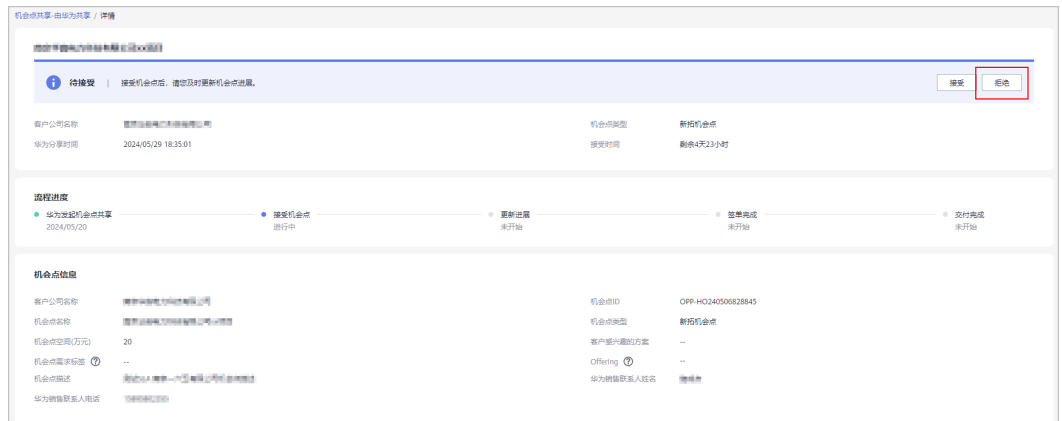 机会点共享-由华为共享 / 详情
待接受 | 接受机会点后，请您及时更新机会点进展。 接受 拒绝
客户公司名称 机会点类型 新拓机会点
华为分享时间 2024/05/29 18:35:01 接受时间 剩余4天23小时
流程进度
华为发起机会点共享 接受机会点 更新进展 签单完成 交付完成
2024/05/20 进行中 未开始 未开始 未开始
机会点信息
客户公司名称 机会点ID OPP-HO240506828845
机会点名称 机会点类型 新拓机会点
机会点空间(万元) 20 客户感兴趣的方案 --
机会点需求标签 ? -- Offering ? --
机会点描述 华为销售联系人姓名
华为销售联系人电话